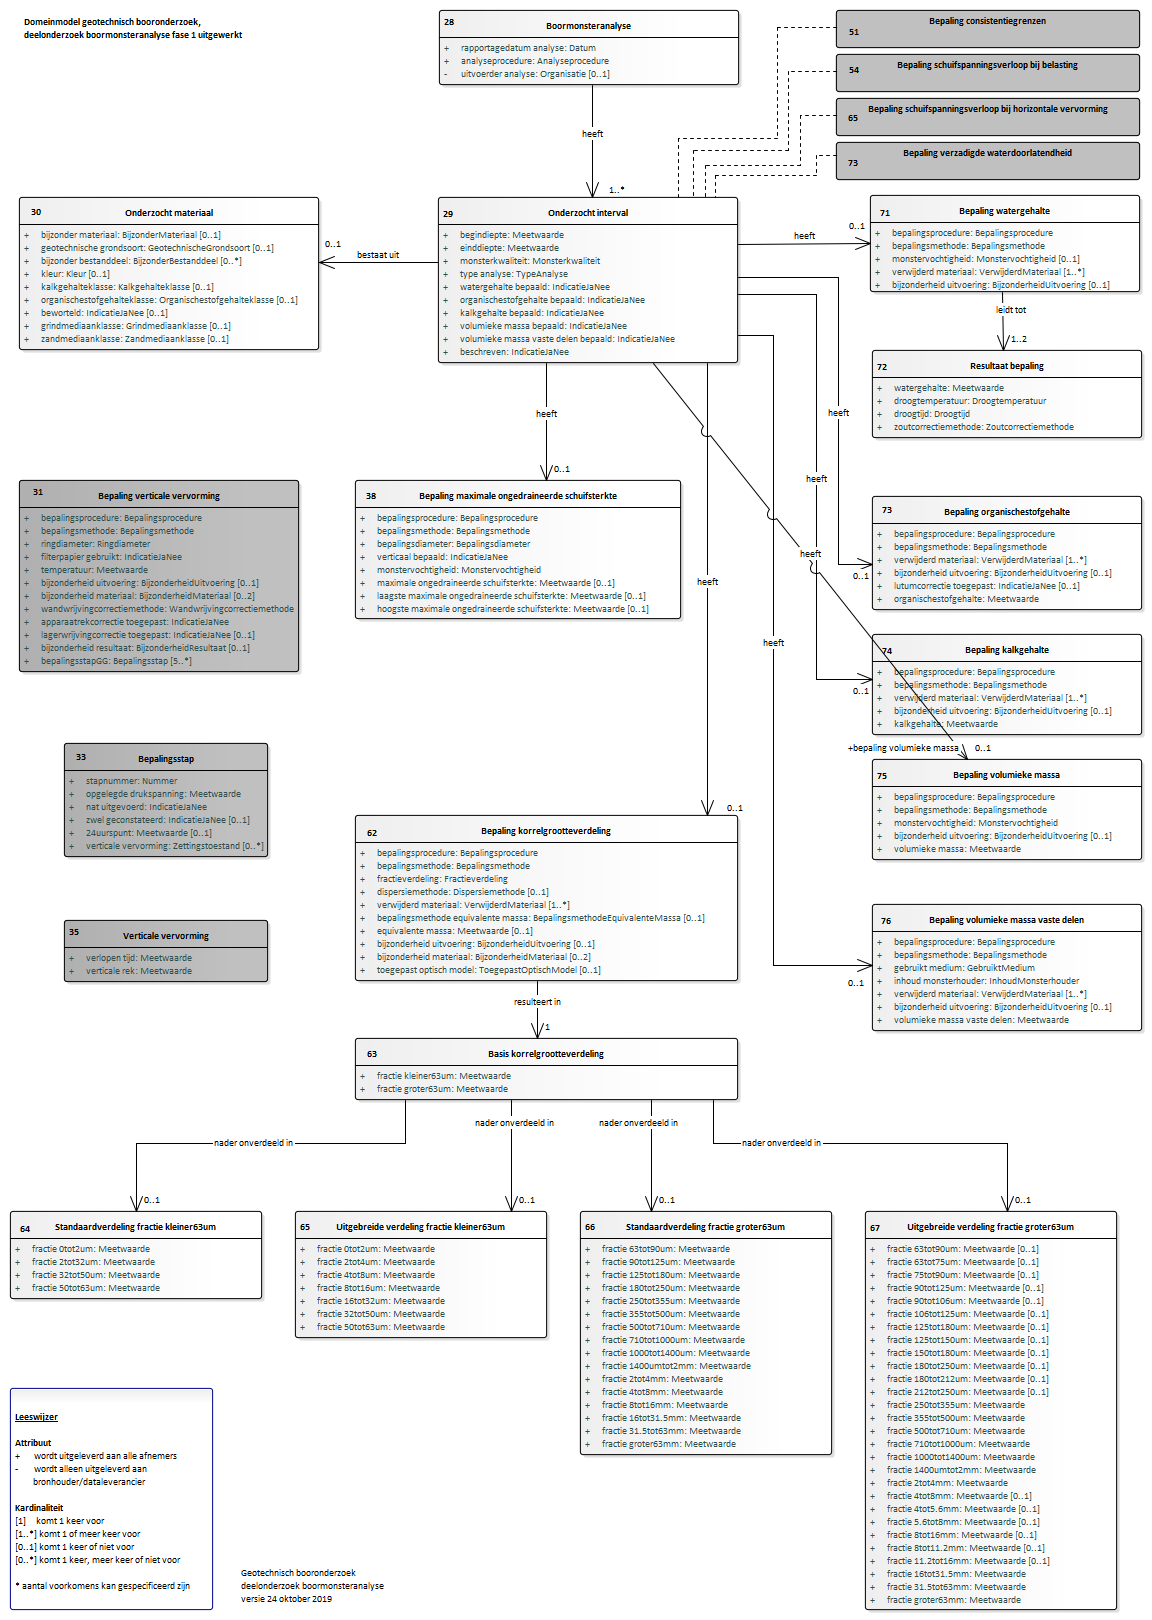 Domeinmodel geotechnisch booronderzoek,
deelonderzoek boormonsteranalyse fase 1 uitgewerkt
28
Boormonsteranalyse
+ rapportagedatum analyse: Datum
+ analyseprocedure: Analyseprocedure
- uitvoerder analyse: Organisatie [0..1]
Bepaling consistentiegrenzen
51
54
Bepaling schuifspanningsverloop bij belasting
65
Bepaling schuifspanningsverloop bij horizontale vervorming
73
Bepaling verzadigde waterdoorlatendheid
heeft
1..*
30
Onderzocht materiaal
+ bijzonder materiaal: BijzonderMateriaal [0..1]
+ geotechnische grondsoort: GeotechnischeGrondsoort [0..1]
+ bijzonder bestanddeel: BijzonderBestanddeel [0..*]
+ kleur: Kleur [0..1]
+ kalkgehalteklasse: Kalkgehalteklasse [0..1]
+ organischestofgehalteklasse: Organischestofgehalteklasse [0..1]
+ beworteld: IndicatieJaNee [0..1]
+ grindmediaanklasse: Grindmediaanklasse [0..1]
+ zandmediaanklasse: Zandmediaanklasse [0..1]
0..1
bestaat uit
29
Onderzocht interval
+ begindiepte: Meetwaarde
+ einddiepte: Meetwaarde
+ monsterkwaliteit: Monsterkwaliteit
+ type analyse: TypeAnalyse
+ watergehalte bepaald: IndicatieJaNee
+ organischestofgehalte bepaald: IndicatieJaNee
+ kalkgehalte bepaald: IndicatieJaNee
+ volumieke massa bepaald: IndicatieJaNee
+ volumieke massa vaste delen bepaald: IndicatieJaNee
+ beschreven: IndicatieJaNee
heeft
0..1
71
Bepaling watergehalte
+ bepalingsprocedure: Bepalingsprocedure
+ bepalingsmethode: Bepalingsmethode
+ monstervochtigheid: Monstervochtigheid [0..1]
+ verwijderd materiaal: VerwijderdMateriaal [1..*]
+ bijzonderheid uitvoering: BijzonderheidUitvoering [0..1]
leidt tot
1..2
72
Resultaat bepaling
+ watergehalte: Meetwaarde
+ droogtemperatuur: Droogtemperatuur
+ droogtijd: Droogtijd
+ zoutcorrectiemethode: Zoutcorrectiemethode
heeft
heeft
0..1
heeft
31
Bepaling verticale vervorming
+ bepalingsprocedure: Bepalingsprocedure
+ bepalingsmethode: Bepalingsmethode
+ ringdiameter: Ringdiameter
+ filterpapier gebruikt: IndicatieJaNee
+ temperatuur: Meetwaarde
+ bijzonderheid uitvoering: BijzonderheidUitvoering [0..1]
+ bijzonderheid materiaal: BijzonderheidMateriaal [0..2]
+ wandwrijvingcorrectiemethode: Wandwrijvingcorrectiemethode
+ apparaatrekcorrectie toegepast: IndicatieJaNee
+ lagerwrijvingcorrectie toegepast: IndicatieJaNee [0..1]
+ bijzonderheid resultaat: BijzonderheidResultaat [0..1]
+ bepalingsstapGG: Bepalingsstap [5..*]
38
Bepaling maximale ongedraineerde schuifsterkte
+ bepalingsprocedure: Bepalingsprocedure
+ bepalingsmethode: Bepalingsmethode
+ bepalingsdiameter: Bepalingsdiameter
+ verticaal bepaald: IndicatieJaNee
+ monstervochtigheid: Monstervochtigheid
+ maximale ongedraineerde schuifsterkte: Meetwaarde [0..1]
+ laagste maximale ongedraineerde schuifsterkte: Meetwaarde [0..1]
+ hoogste maximale ongedraineerde schuifsterkte: Meetwaarde [0..1]
73
Bepaling organischestofgehalte
+ bepalingsprocedure: Bepalingsprocedure
+ bepalingsmethode: Bepalingsmethode
+ verwijderd materiaal: VerwijderdMateriaal [1..*]
+ bijzonderheid uitvoering: BijzonderheidUitvoering [0..1]
+ lutumcorrectie toegepast: IndicatieJaNee [0..1]
+ organischestofgehalte: Meetwaarde
0..1
heeft
heeft
heeft
74
Bepaling kalkgehalte
+ bepalingsprocedure: Bepalingsprocedure
+ bepalingsmethode: Bepalingsmethode
+ verwijderd materiaal: VerwijderdMateriaal [1..*]
+ bijzonderheid uitvoering: BijzonderheidUitvoering [0..1]
+ kalkgehalte: Meetwaarde
0..1
+bepaling volumieke massa
0..1
33
Bepalingsstap
+ stapnummer: Nummer
+ opgelegde drukspanning: Meetwaarde
+ nat uitgevoerd: IndicatieJaNee
+ zwel geconstateerd: IndicatieJaNee [0..1]
+ 24uurspunt: Meetwaarde [0..1]
+ verticale vervorming: Zettingstoestand [0..*]
75
Bepaling volumieke massa
+ bepalingsprocedure: Bepalingsprocedure
+ bepalingsmethode: Bepalingsmethode
+ monstervochtigheid: Monstervochtigheid
+ bijzonderheid uitvoering: BijzonderheidUitvoering [0..1]
+ volumieke massa: Meetwaarde
0..1
62
Bepaling korrelgrootteverdeling
+ bepalingsprocedure: Bepalingsprocedure
+ bepalingsmethode: Bepalingsmethode
+ fractieverdeling: Fractieverdeling
+ dispersiemethode: Dispersiemethode [0..1]
+ verwijderd materiaal: VerwijderdMateriaal [1..*]
+ bepalingsmethode equivalente massa: BepalingsmethodeEquivalenteMassa [0..1]
+ equivalente massa: Meetwaarde [0..1]
+ bijzonderheid uitvoering: BijzonderheidUitvoering [0..1]
+ bijzonderheid materiaal: BijzonderheidMateriaal [0..2]
+ toegepast optisch model: ToegepastOptischModel [0..1]
35
Verticale vervorming
+ verlopen tijd: Meetwaarde
+ verticale rek: Meetwaarde
76
Bepaling volumieke massa vaste delen
+ bepalingsprocedure: Bepalingsprocedure
+ bepalingsmethode: Bepalingsmethode
+ gebruikt medium: GebruiktMedium
+ inhoud monsterhouder: InhoudMonsterhouder
+ verwijderd materiaal: VerwijderdMateriaal [1..*]
+ bijzonderheid uitvoering: BijzonderheidUitvoering [0..1]
+ volumieke massa vaste delen: Meetwaarde
0..1
resulteert in
1
63
Basis korrelgrootteverdeling
+ fractie kleiner63um: Meetwaarde
+ fractie groter63um: Meetwaarde
nader onverdeeld in
nader onverdeeld in
nader onverdeeld in
nader onverdeeld in
0..1
0..1
0..1
0..1
64
Standaardverdeling fractie kleiner63um
+ fractie 0tot2um: Meetwaarde
+ fractie 2tot32um: Meetwaarde
+ fractie 32tot50um: Meetwaarde
+ fractie 50tot63um: Meetwaarde
65
Uitgebreide verdeling fractie kleiner63um
+ fractie 0tot2um: Meetwaarde
+ fractie 2tot4um: Meetwaarde
+ fractie 4tot8um: Meetwaarde
+ fractie 8tot16um: Meetwaarde
+ fractie 16tot32um: Meetwaarde
+ fractie 32tot50um: Meetwaarde
+ fractie 50tot63um: Meetwaarde
66
Standaardverdeling fractie groter63um
+ fractie 63tot90um: Meetwaarde
+ fractie 90tot125um: Meetwaarde
+ fractie 125tot180um: Meetwaarde
+ fractie 180tot250um: Meetwaarde
+ fractie 250tot355um: Meetwaarde
+ fractie 355tot500um: Meetwaarde
+ fractie 500tot710um: Meetwaarde
+ fractie 710tot1000um: Meetwaarde
+ fractie 1000tot1400um: Meetwaarde
+ fractie 1400umtot2mm: Meetwaarde
+ fractie 2tot4mm: Meetwaarde
+ fractie 4tot8mm: Meetwaarde
+ fractie 8tot16mm: Meetwaarde
+ fractie 16tot31.5mm: Meetwaarde
+ fractie 31.5tot63mm: Meetwaarde
+ fractie groter63mm: Meetwaarde
67
Uitgebreide verdeling fractie groter63um
+ fractie 63tot90um: Meetwaarde [0..1]
+ fractie 63tot75um: Meetwaarde [0..1]
+ fractie 75tot90um: Meetwaarde [0..1]
+ fractie 90tot125um: Meetwaarde [0..1]
+ fractie 90tot106um: Meetwaarde [0..1]
+ fractie 106tot125um: Meetwaarde [0..1]
+ fractie 125tot180um: Meetwaarde [0..1]
+ fractie 125tot150um: Meetwaarde [0..1]
+ fractie 150tot180um: Meetwaarde [0..1]
+ fractie 180tot250um: Meetwaarde [0..1]
+ fractie 180tot212um: Meetwaarde [0..1]
+ fractie 212tot250um: Meetwaarde [0..1]
+ fractie 250tot355um: Meetwaarde
+ fractie 355tot500um: Meetwaarde
+ fractie 500tot710um: Meetwaarde
+ fractie 710tot1000um: Meetwaarde
+ fractie 1000tot1400um: Meetwaarde
+ fractie 1400umtot2mm: Meetwaarde
+ fractie 2tot4mm: Meetwaarde
+ fractie 4tot8mm: Meetwaarde [0..1]
+ fractie 4tot5.6mm: Meetwaarde [0..1]
+ fractie 5.6tot8mm: Meetwaarde [0..1]
+ fractie 8tot16mm: Meetwaarde [0..1]
+ fractie 8tot11.2mm: Meetwaarde [0..1]
+ fractie 11.2tot16mm: Meetwaarde [0..1]
+ fractie 16tot31.5mm: Meetwaarde
+ fractie 31.5tot63mm: Meetwaarde
+ fractie groter63mm: Meetwaarde
Leeswijzer
Attribuut
+ wordt uitgeleverd aan alle afnemers
- wordt alleen uitgeleverd aan
bronhouder/dataleverancier
Kardinaliteit
[1] komt 1 keer voor
[1..*] komt 1 of meer keer voor
[0..1] komt 1 keer of niet voor
[0..*] komt 1 keer, meer keer of niet voor
* aantal voorkomens kan gespecificeerd zijn
Geotechnisch booronderzoek
deelonderzoek boormonsteranalyse
versie 24 oktober 2019